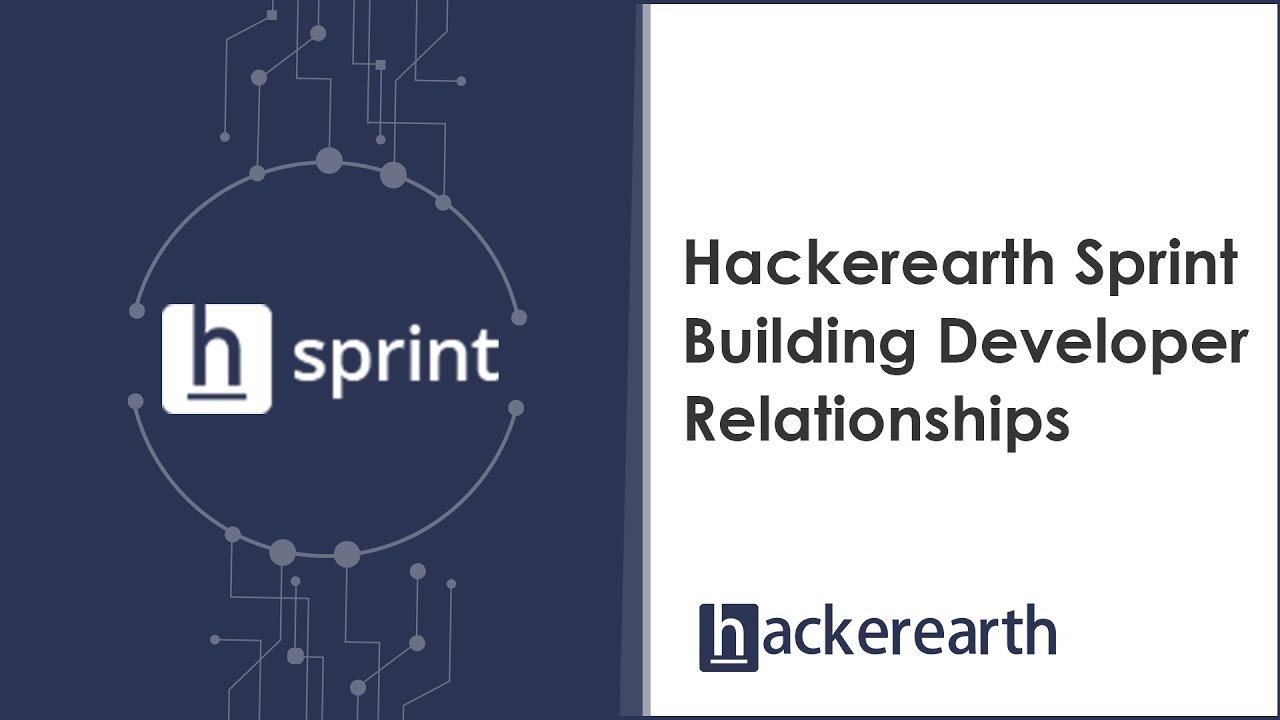 h sprint
Hackerearth Sprint
Building Developer
Relationships
hackerearth